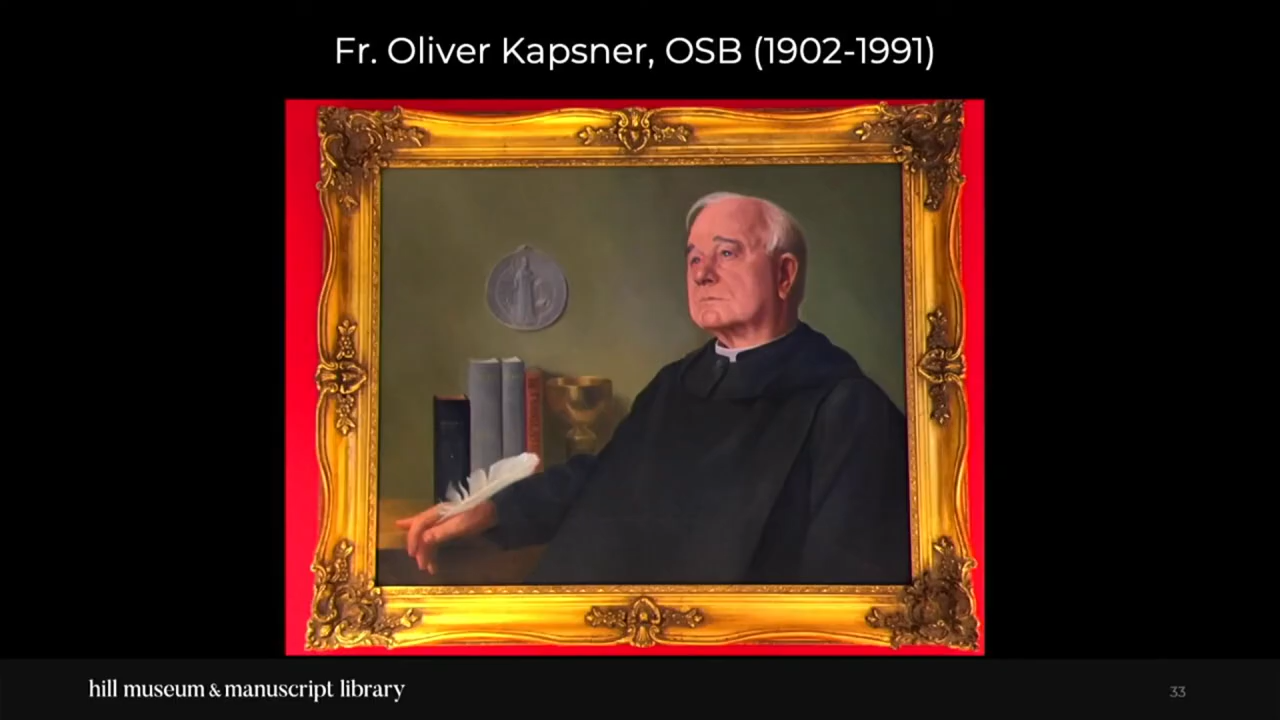 Fr. Oliver Kapsner, OSB (1902-1991)
hill museum & manuscript library
33